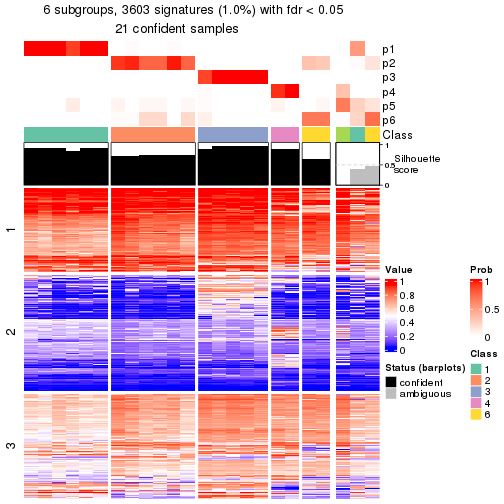 6 subgroups, 3603 signatures (1.0%) with fdr < 0.05
21 confident samples
p1
p2
p3
p4
p5
p6
Class
1
0.5
0
Silhouette
score
1
2
3
Value
1
0.8
0.6
0.4
0.2
0
Status (barplots)
confident
ambiguous
Prob
1
0.5
0
Class
1
2
3
4
5
6